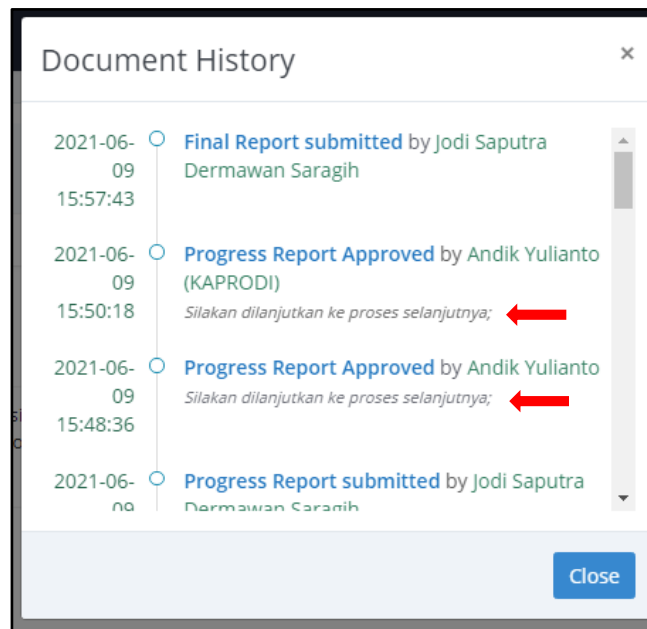 Document History
×
2021-06-
09
15:57:43
Final Report submitted by Jodi Saputra
Dermawan Saragih
2021-06-
09
15:50:18
Progress Report Approved by Andik Yulianto
(KAPRODI)
Silakan dilanjutkan ke proses selanjutnya;
2021-06-
09
15:48:36
Progress Report Approved by Andik Yulianto
Silakan dilanjutkan ke proses selanjutnya;
2021-06-
09
Progress Report submitted by Jodi Saputra
Dermawan Saragih
Close